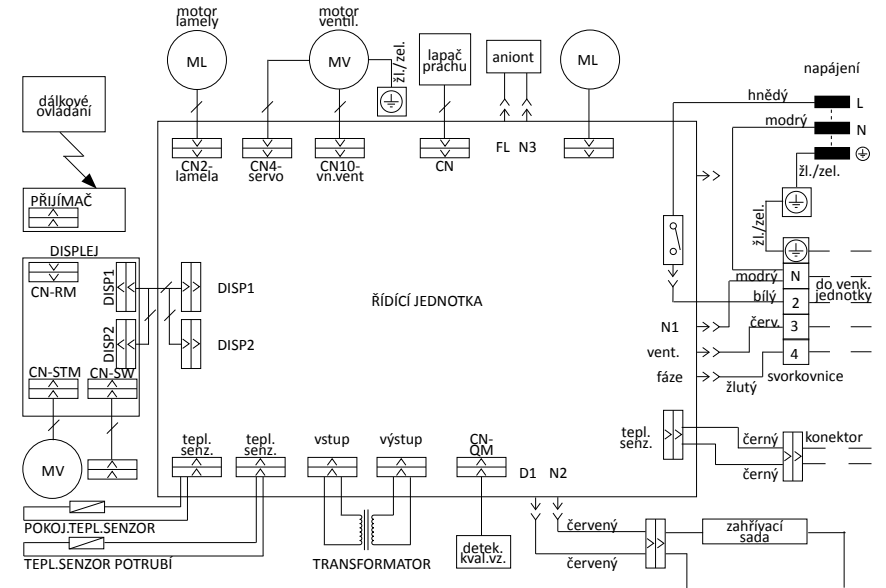 motor
lamely
motor
ventil.
ML
MV
žl./zel.
lapač
prachu
aniont
ML
napájení
dálkové
ovládání
hnědý
L
modrý
N
žl./zel.
CN2-
lamela
CN4-
servo
CN10-
vn.vent
CN
FL N3
PŘIJÍMAČ
žl./zel.
DISPLEJ
CN-RM
DISP1
DISP1
DISP2
DISP2
ŘÍDÍCÍ JEDNOTKA
modrý
N
do venk.
jednotky
bílý
2
N1
červ.
3
vent.
4
fáze
žlutý
svorkovnice
CN-STM
CN-SW
MV
tepl.
senz.
tepl.
senz.
vstup
výstup
CN-
QM
D1 N2
tepl.
senz.
černý
konektor
černý
POKOJ.TEPL.SENZOR
TEPL.SENZOR POTRUBÍ
TRANSFORMATOR
detek.
kval.vz.
červený
červený
zahřívací
sada